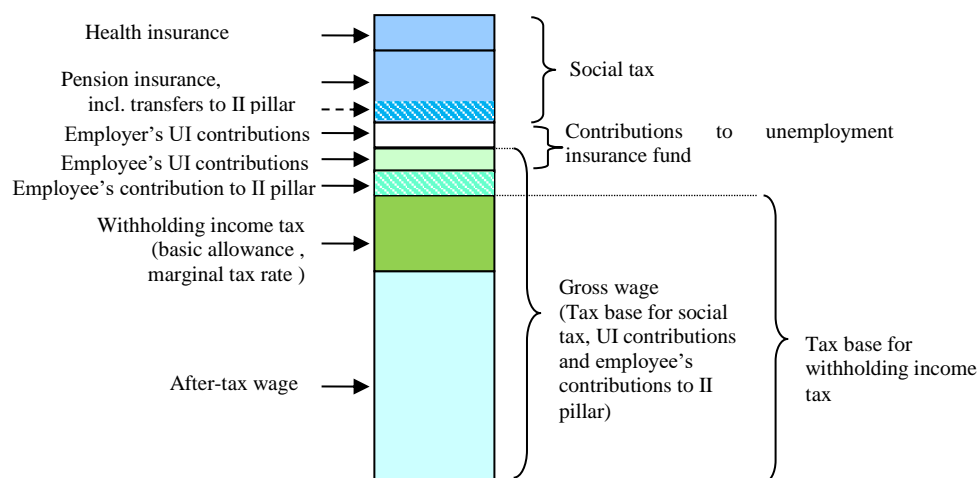 Health insurance
Pension insurance,
incl. transfers to II pillar
Employer's UI contributions
Employee's UI contributions
Employee's contribution to II pillar
Withholding income tax
(basic allowance ,
marginal tax rate )
After-tax wage
Social tax
Contributions to unemployment
insurance fund
Gross wage
(Tax base for social
tax, UI contributions
and employee's
contributions to II
pillar)
Tax base for
withholding income
tax